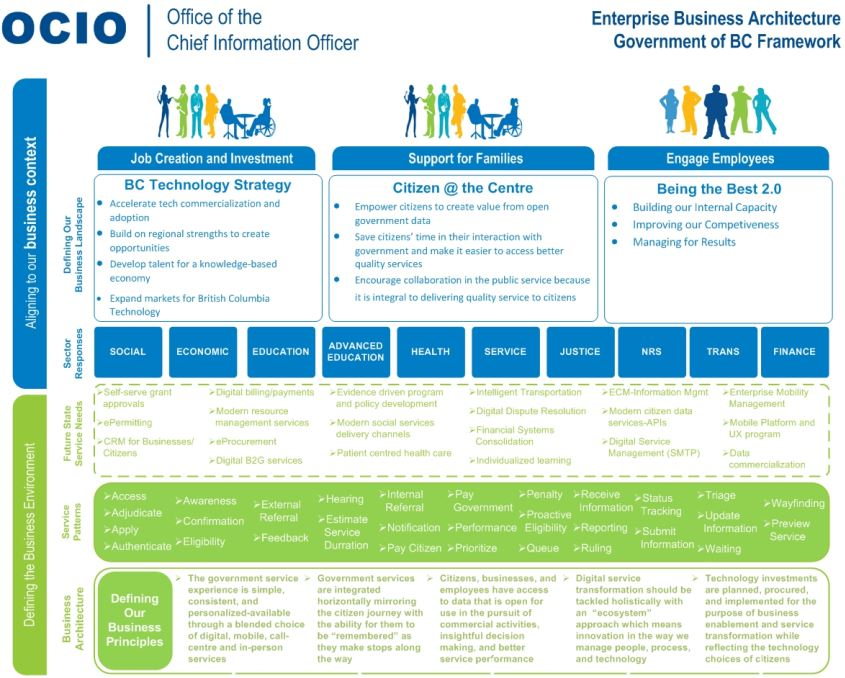 OCIO
Office of the
Chief Information Officer
Enterprise Business Architecture
Government of BC Framework
Aligning to our business context
Defining Our
Business Landscape
Job Creation and Investment
BC Technology Strategy
Accelerate tech commercialization and
adoption
Build on regional strengths to create
opportunities
Develop talent for a knowledge-based
economy
Expand markets for British Columbia
Technology
Support for Families
Citizen @ the Centre
Empower citizens to create value from open
government data
Save citizens' time in their interaction with
government and make it easier to access better
quality services
Encourage collaboration in the public service because
it is integral to delivering quality service to citizens
Engage Employees
Being the Best 2.0
Building our Internal Capacity
Improving our Competiveness
Managing for Results
Sector
Responses
SOCIAL
ECONOMIC
EDUCATION
ADVANCED
EDUCATION
HEALTH
SERVICE
JUSTICE
NRS
TRANS
FINANCE
Defining the Business Environment
Future State
Service Needs
Self-serve grant
approvals
ePermitting
CRM for Businesses/
Citizens
Digital billing/payments
Modern resource
management services
eProcurement
Digital B2G services
Evidence driven program
and policy development
Modern social services
delivery channels
Patient centred health care
Intelligent Transportation
Digital Dispute Resolution
Financial Systems
Consolidation
Individualized learning
ECM-Information Mgmt
Modern citizen data
services-APIs
Digital Service
Management (SMTP)
Enterprise Mobility
Management
Mobile Platform and
UX program
Data
commercialization
Service
Patterns
Access
Adjudicate
Apply
Authenticate
Awareness
Confirmation
Eligibility
External
Referral
Feedback
Hearing
Estimate
Service
Durration
Internal
Referral
Notification
Pay Citizen
Pay
Government
Performance
Prioritize
Penalty
Proactive
Eligibility
Queue
Receive
Information
Reporting
Ruling
Status
Tracking
Submit
Information
Triage
Update
Information
Waiting
Wayfinding
Preview
Service
Business
Architecture
Defining
Our
Business
Principles
The government service
experience is simple,
consistent, and
personalized-available
through a blended choice
of digital, mobile, call-
centre and in-person
services
Government services
are integrated
horizontally mirroring
the citizen journey with
the ability for them to
be "remembered" as
they make stops along
the way
Citizens, businesses, and
employees have access
to data that is open for
use in the pursuit of
commercial activities,
insightful decision
making, and better
service performance
Digital service
transformation should be
tackled holistically with
an "ecosystem"
approach which means
innovation in the way we
manage people, process,
and technology
Technology investments
are planned, procured,
and implemented for the
purpose of business
enablement and service
transformation while
reflecting the technology
choices of citizens